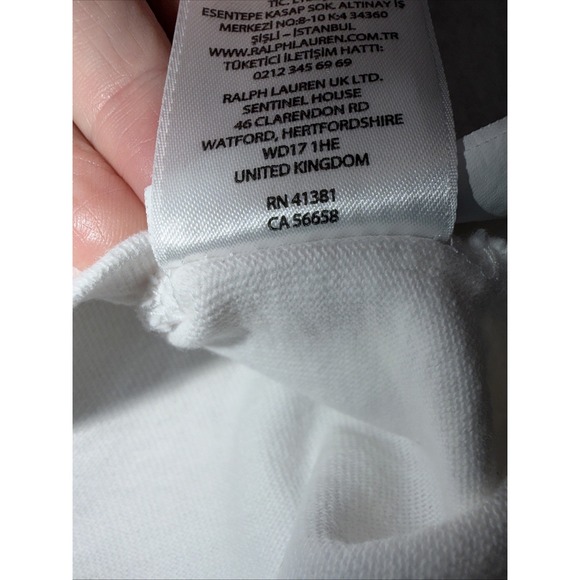 ESENTEPE KASAP SOK. ALTINAY İŞ
MERKEZİ NO:8-10 K:4 34360
ŞİŞLİ – İSTANBUL
WWW.RALPHLAUREN.COM.TR
TÜKETİCİ İLETİŞİM HATTI:
0212 345 69 69
RALPH LAUREN UK LTD.
SENTINEL HOUSE
46 CLARENDON RD
WATFORD, HERTFORDSHIRE
WD17 1HE
UNITED KINGDOM
RN 41381
CA 56658